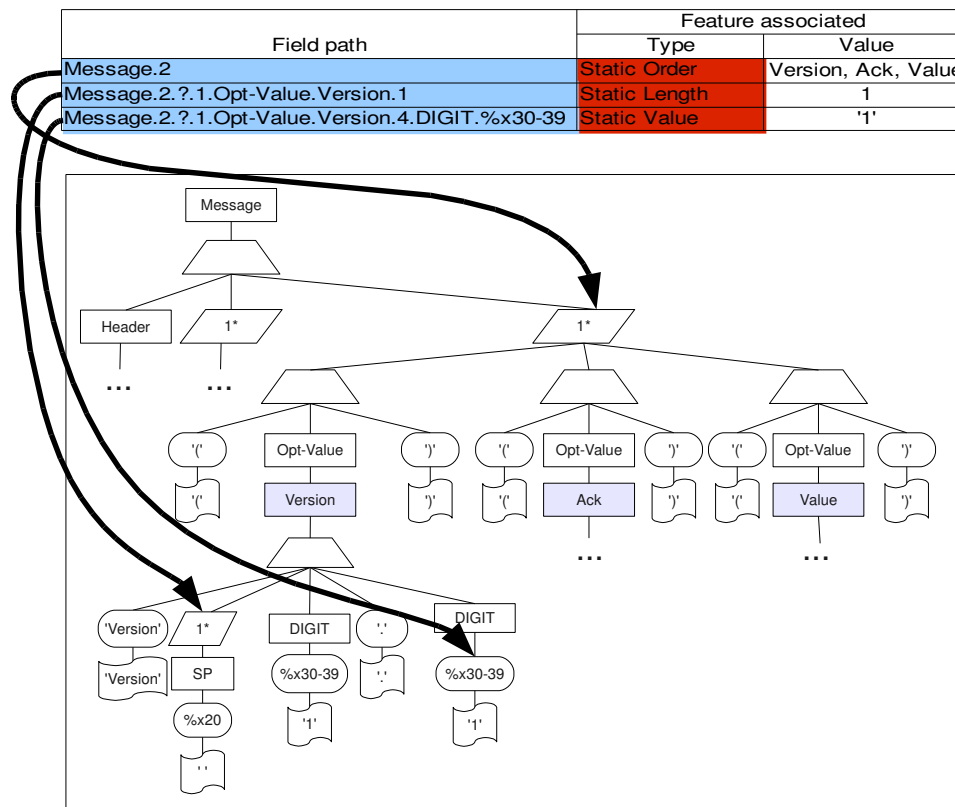 Feature associated
Field path Type Value
Message.2 Static Order Version, Ack, Value
Message.2.?.1.Opt-Value.Version.1 Static Length 1
Message.2.?.1.Opt-Value.Version.4.DIGIT.%x30-39 Static Value '1'
Message
Header 1* 1*
... ...
'(' Opt-Value ')' '(' Opt-Value ')' '(' Opt-Value ')'
'(' Version ')' '(' Ack ')' '(' Value ')'
... ...
'Version' 1* DIGIT '.' DIGIT
'Version' SP %x30-39 '.' %x30-39
%x20 '1' '1'
' '